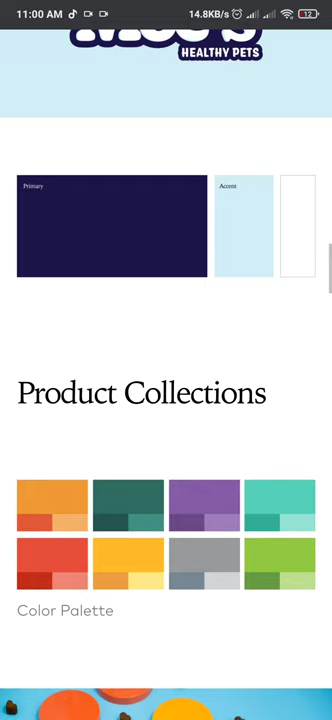 11:00 AM
14.8KB/s
12
HEALTHY PETS
Primary
Accent
Product Collections
Color Palette